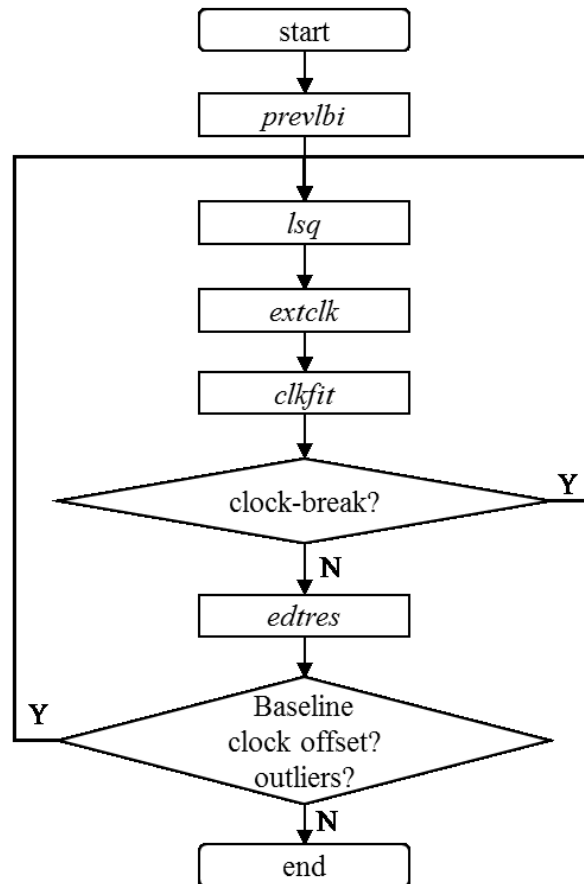 start
prevlbi
lsq
extclk
clkfit
clock-break?
Y
N
edtres
Y
Baseline
clock offset?
outliers?
N
end